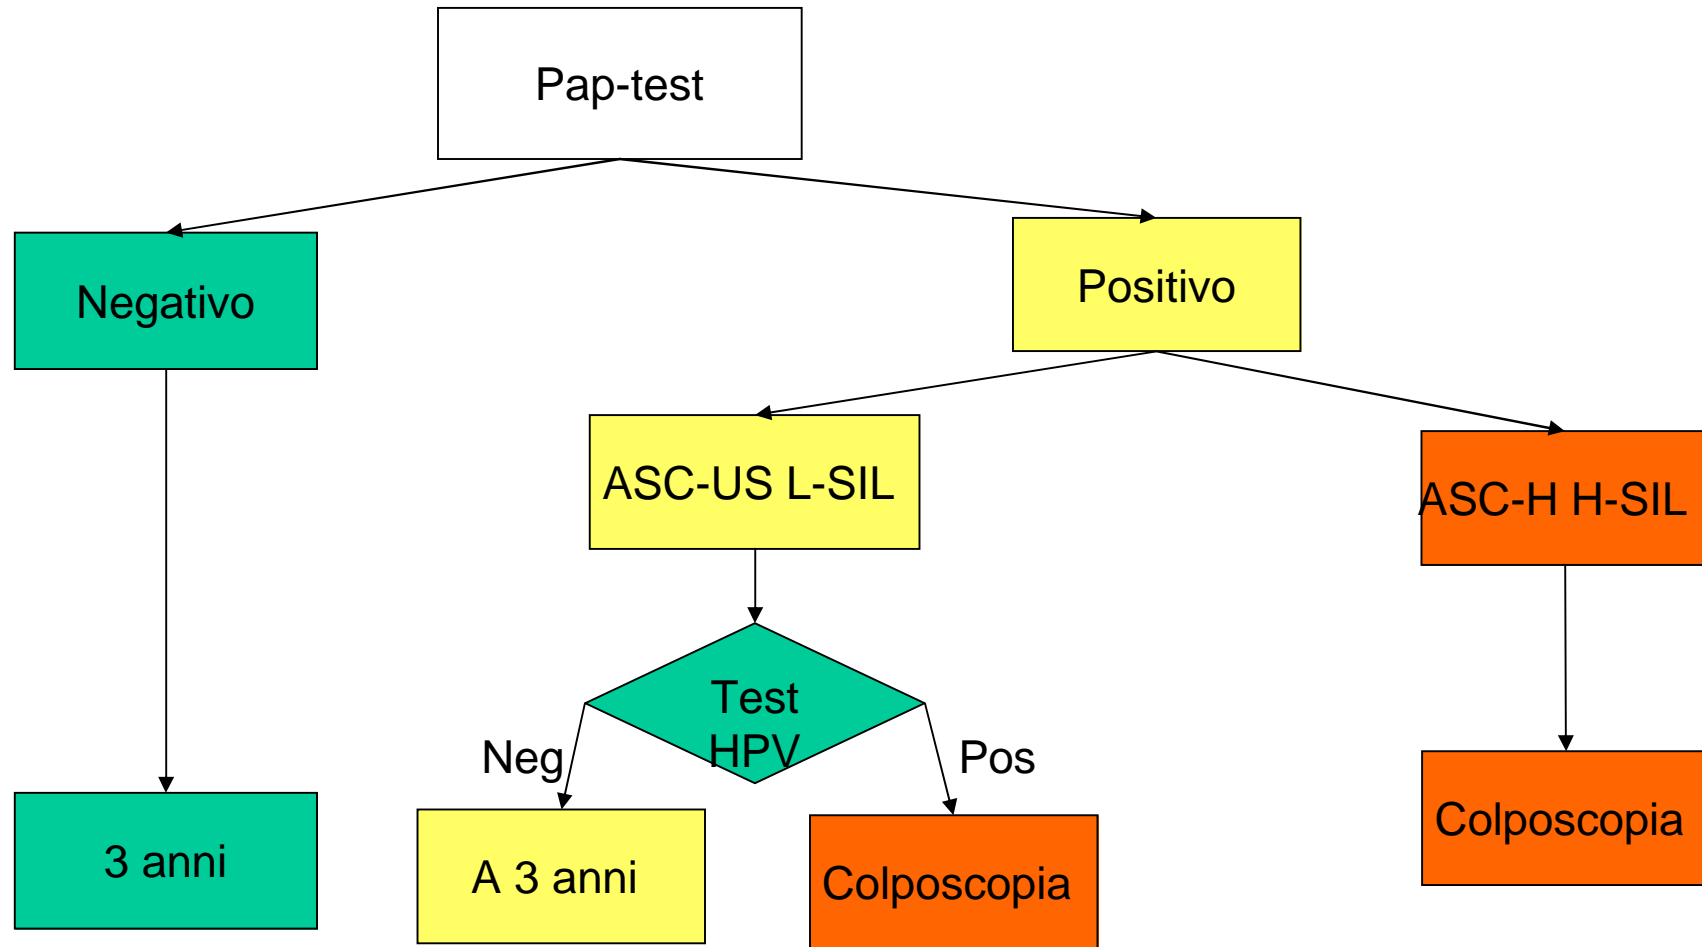 Pap-test
Negativo
Positivo
ASC-US L-SIL
ASC-H H-SIL
Test
HPV
Neg
Pos
3 anni
A 3 anni
Colposcopia
Colposcopia